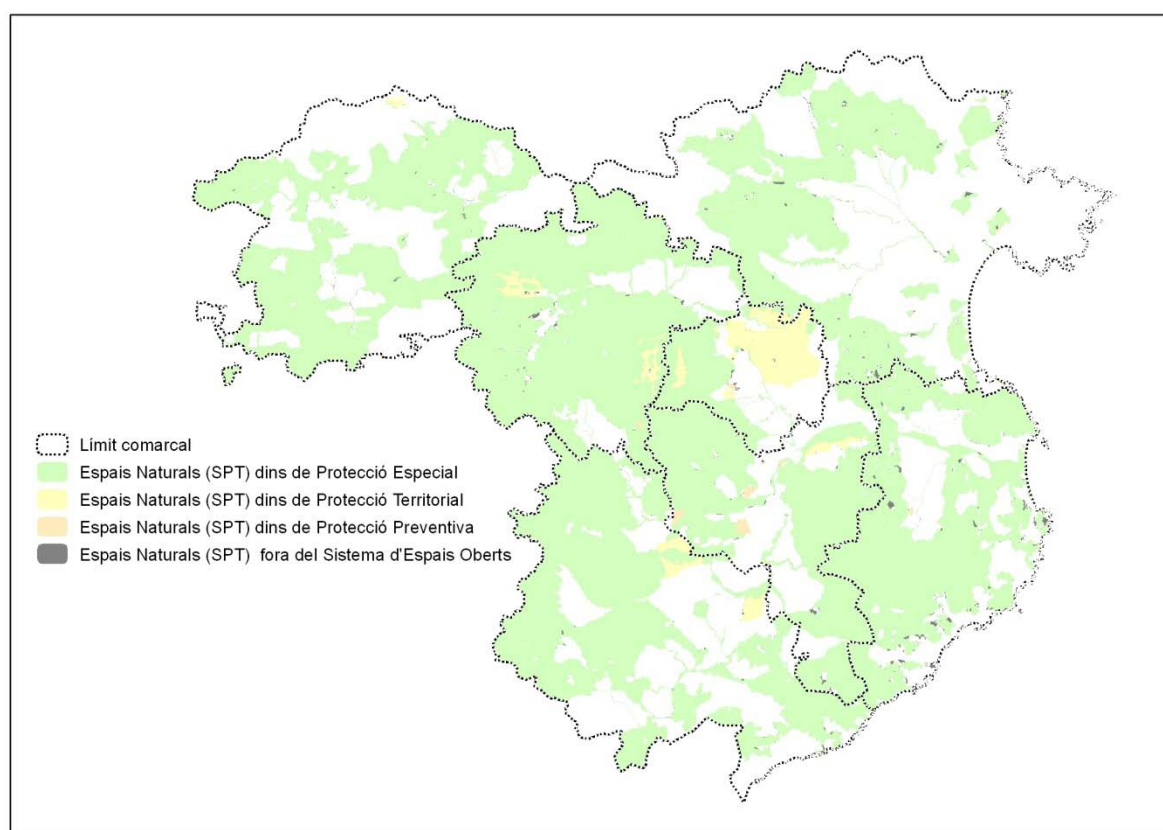 Límit comarcal
Espais Naturals (SPT) dins de Protecció Especial
Espais Naturals (SPT) dins de Protecció Territorial
Espais Naturals (SPT) dins de Protecció Preventiva
Espais Naturals (SPT) fora del Sistema d'Espais Oberts